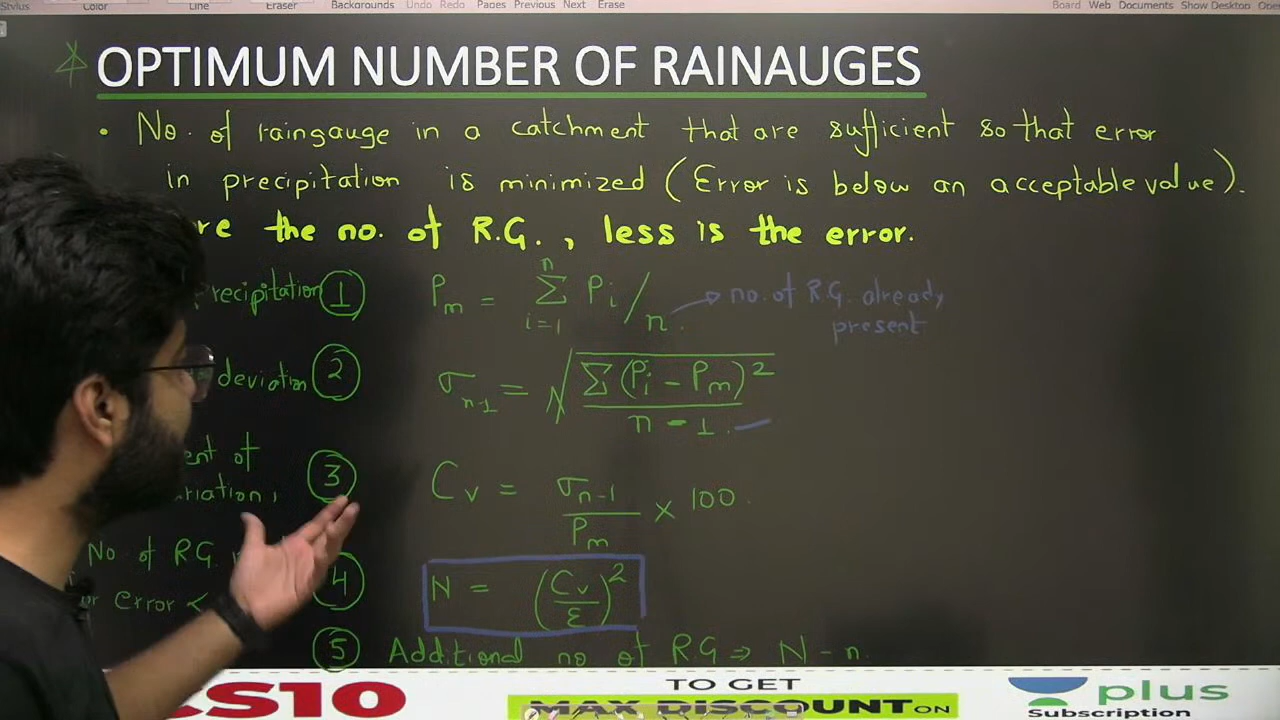 Stylus Color Line Eraser Backgrounds Undo Redo Pages Previous Next Erase Board Web Documents Show Desktop
OPTIMUM NUMBER OF RAINAUGES
• No. of raingauge in a catchment that are sufficient so that error
in precipitation is minimized (Error is below an acceptable value).
re the no. of R.G., less is the error.
recipitation ① Pm = n Σ i=1 Pi / n → no. of R.G. already
present
deviation ② σn-1 = √ Σ (Pi - Pm)² / n - 1
ent of
riation, ③ Cv = σn-1 / Pm × 100
No of R.G.
error < ④ N = (Cv / ε)²
⑤ Additional no of R.G ⇒ N - n.
CS10 TO GET
MAX DISCOUNT ON
plus
Subscription